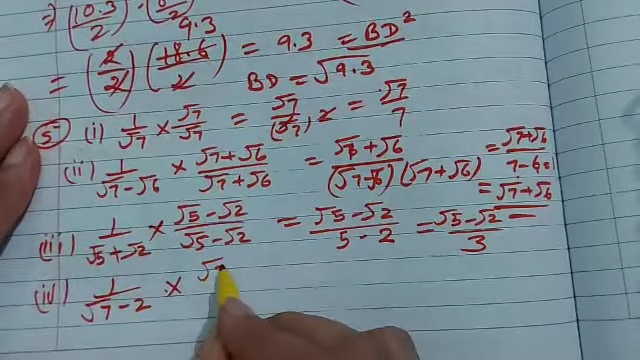 ⇒ (10.3/2) · (8/2)
9.3
= (2/2) (18.6/2) = 9.3 = BD²
BD = √9.3
5 (i) 1/√7 × √7/√7 = √7/(√7)² = √7/7
(ii) 1/(√7-√6) × (√7+√6)/(√7+√6) = (√7+√6)/((√7-√6)(√7+√6)) = (√7+√6)/(7-6=1)
= √7+√6
(iii) 1/(√5+√2) × (√5-√2)/(√5-√2) = (√5-√2)/(5-2) = (√5-√2)/3
(iv) 1/(√7-2) × √